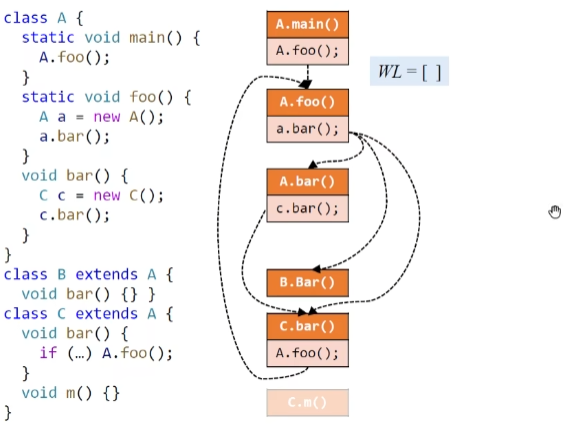 class A {
static void main() {
A.foo();
}
static void foo() {
A a = new A();
a.bar();
}
void bar() {
C c = new C();
c.bar();
}
}
class B extends A {
void bar() {} }
class C extends A {
void bar() {
if (…) A.foo();
}
void m() {}
}
A.main()
A.foo();
WL = [ ]
A.foo()
a.bar();
A.bar()
c.bar();
B.Bar()
C.bar()
A.foo();
C.m()